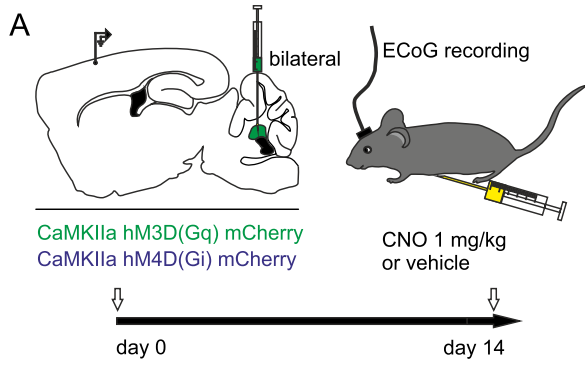 A
bilateral
ECoG recording
CaMKIIa hM3D(Gq) mCherry
CaMKIIa hM4D(Gi) mCherry
CNO 1 mg/kg
or vehicle
day 0
day 14